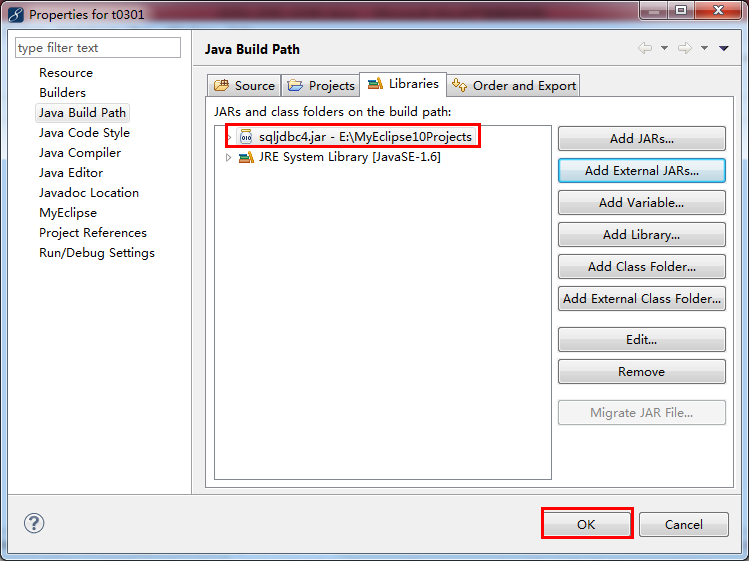 Properties for t0301
type filter text
Resource
Builders
Java Build Path
Java Code Style
Java Compiler
Java Editor
Javadoc Location
MyEclipse
Project References
Run/Debug Settings
Java Build Path
Source Projects Libraries Order and Export
JARs and class folders on the build path:
010 sqljdbc4.jar - E:\MyEclipse10Projects
JRE System Library [JavaSE-1.6]
Add JARs...
Add External JARs...
Add Variable...
Add Library...
Add Class Folder...
Add External Class Folder...
Edit...
Remove
Migrate JAR File...
?
OK Cancel